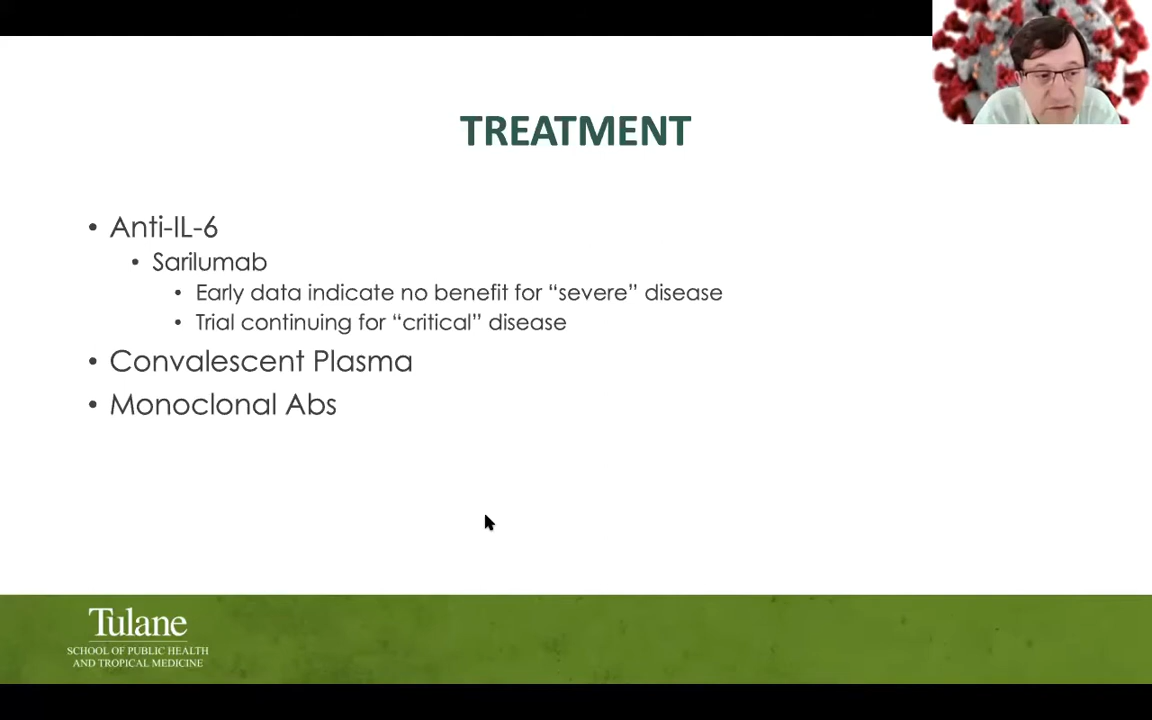 TREATMENT
• Anti-IL-6
• Sarilumab
• Early data indicate no benefit for “severe” disease
• Trial continuing for “critical” disease
• Convalescent Plasma
• Monoclonal Abs
Tulane
SCHOOL OF PUBLIC HEALTH
AND TROPICAL MEDICINE